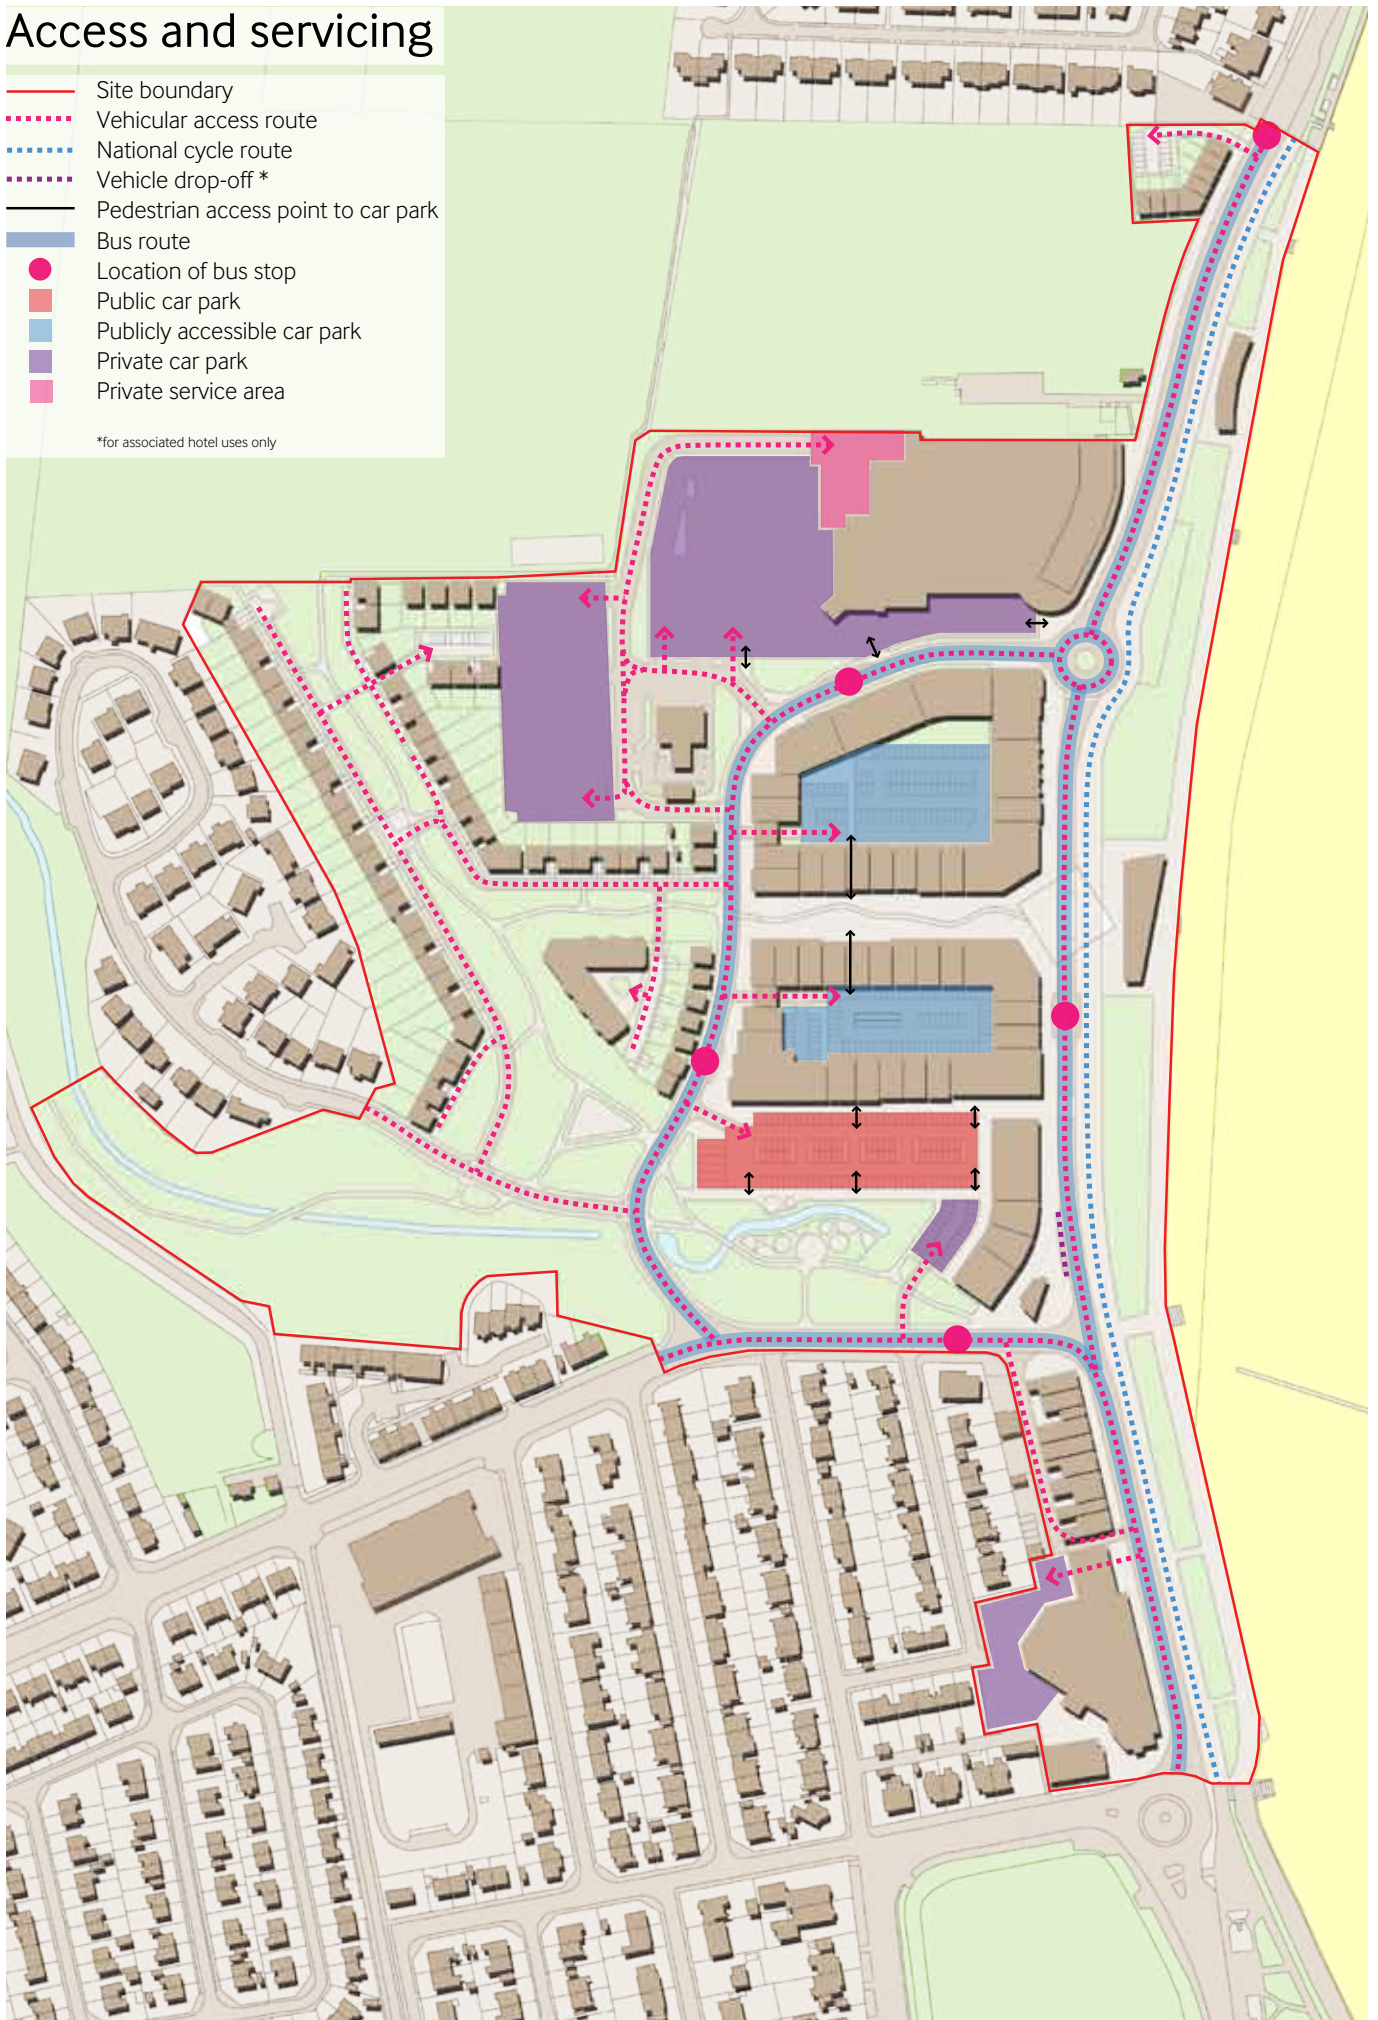 Access and servicing
Site boundary
Vehicular access route
National cycle route
Vehicle drop-off *
Pedestrian access point to car park
Bus route
Location of bus stop
Public car park
Publicly accessible car park
Private car park
Private service area
*for associated hotel uses only